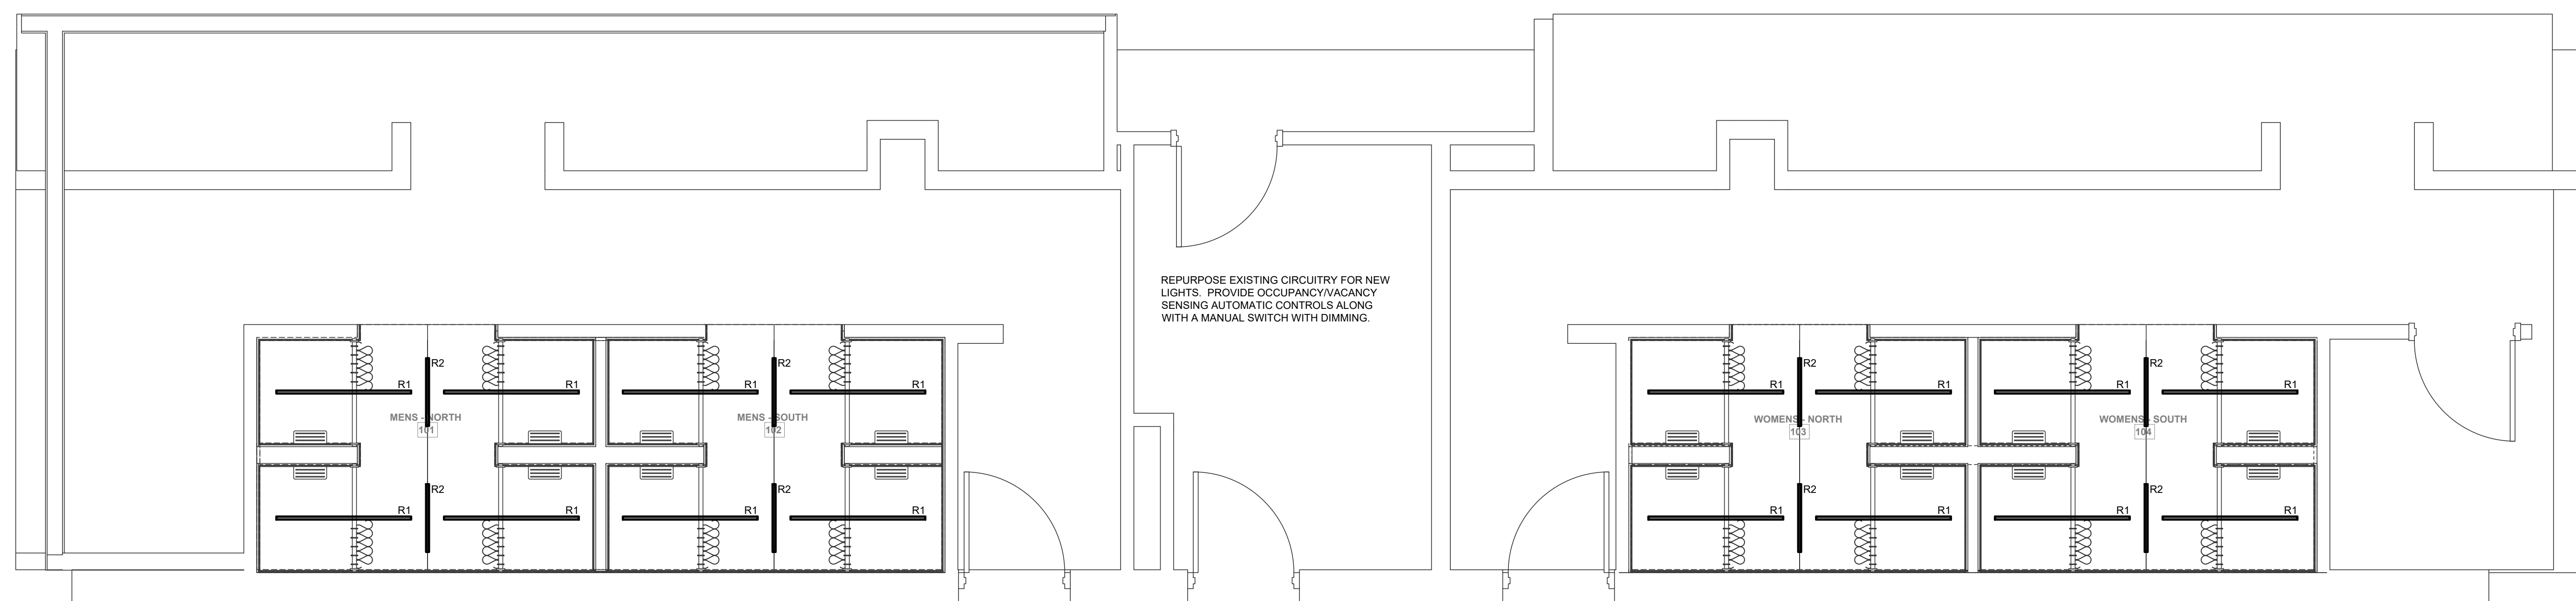 REPURPOSE EXISTING CIRCUITRY FOR NEW
LIGHTS.  PROVIDE OCCUPANCY/VACANCY
SENSING AUTOMATIC CONTROLS ALONG
WITH A MANUAL SWITCH WITH DIMMING.
R2
R2
R2
R2
R1
R1
R1
R1
R1
R1
R1
R1
MENS - NORTH
101
MENS - SOUTH
102
WOMENS - NORTH
103
WOMENS - SOUTH
104
R2
R2
R2
R2
R1
R1
R1
R1
R1
R1
R1
R1